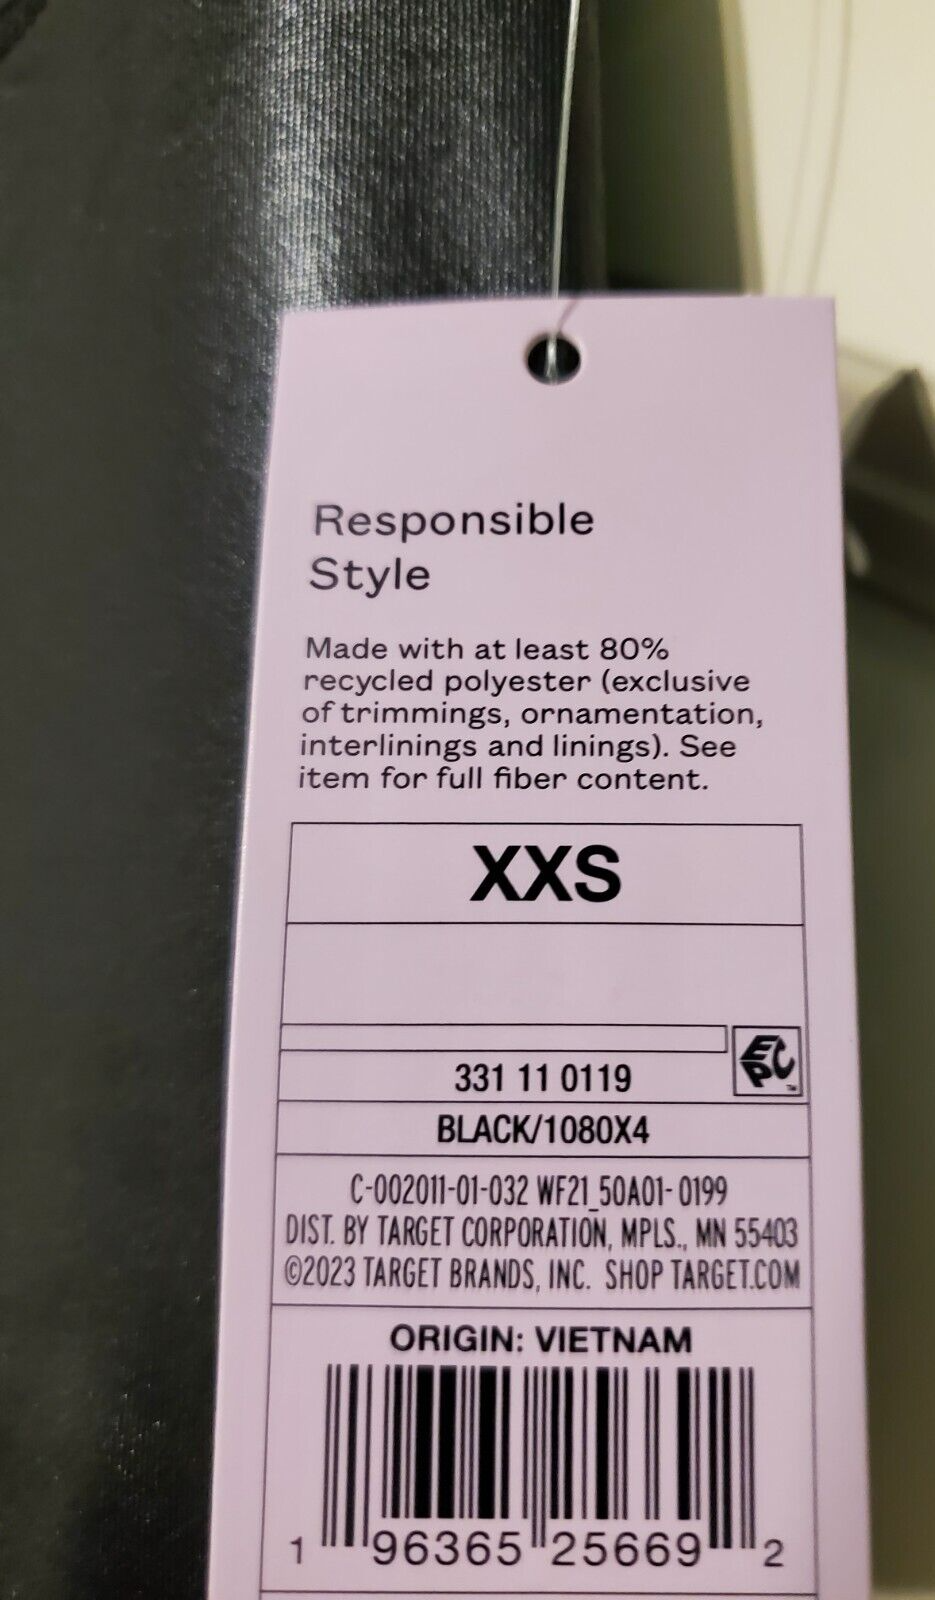 Responsible
Style
Made with at least 80%
recycled polyester (exclusive
of trimmings, ornamentation,
interlinings and linings). See
item for full fiber content.
XXS
EPC™
331 11 0119
BLACK/1080X4
C-002011-01-032 WF21_50A01-0199
DIST. BY TARGET CORPORATION, MPLS., MN 55403
©2023 TARGET BRANDS, INC. SHOP TARGET.COM
ORIGIN: VIETNAM
1 96365 25669 2